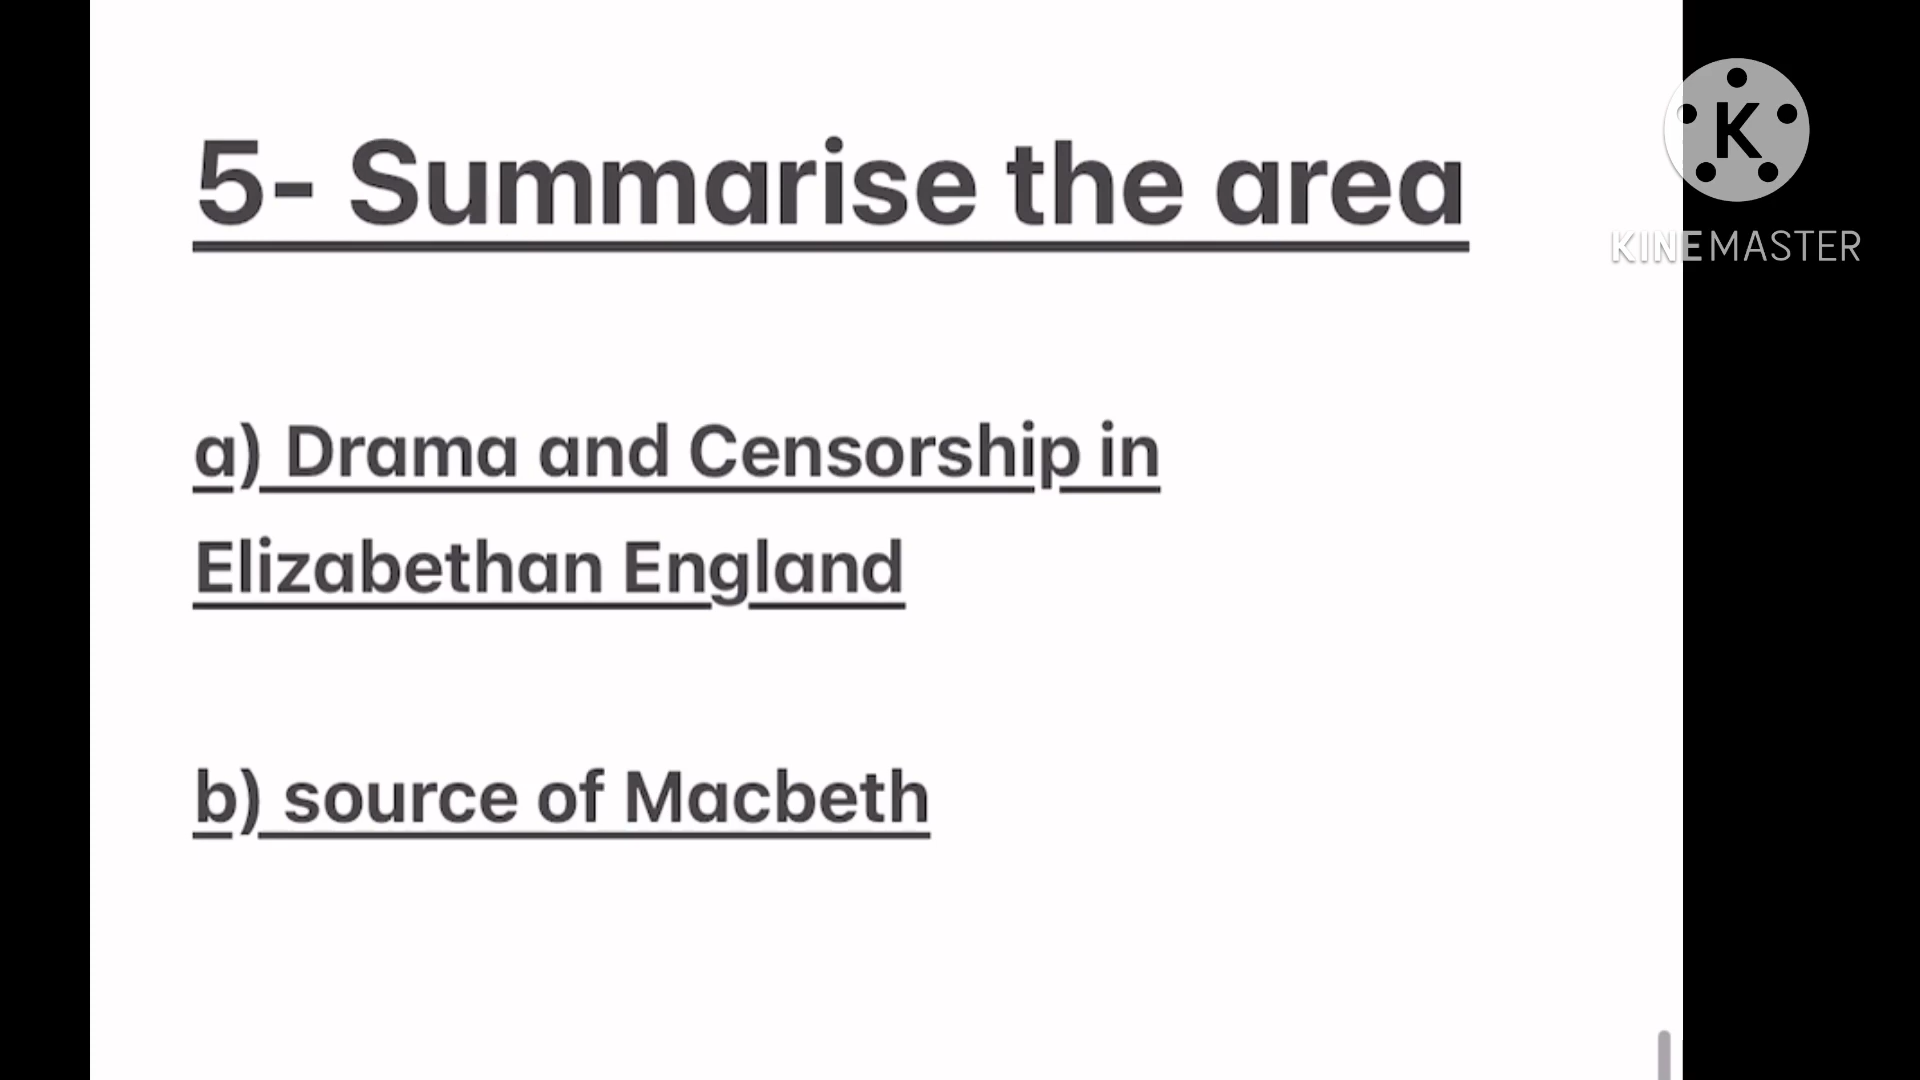 5- Summarise the area
K
KINEMASTER
a) Drama and Censorship in
Elizabethan England
b) source of Macbeth